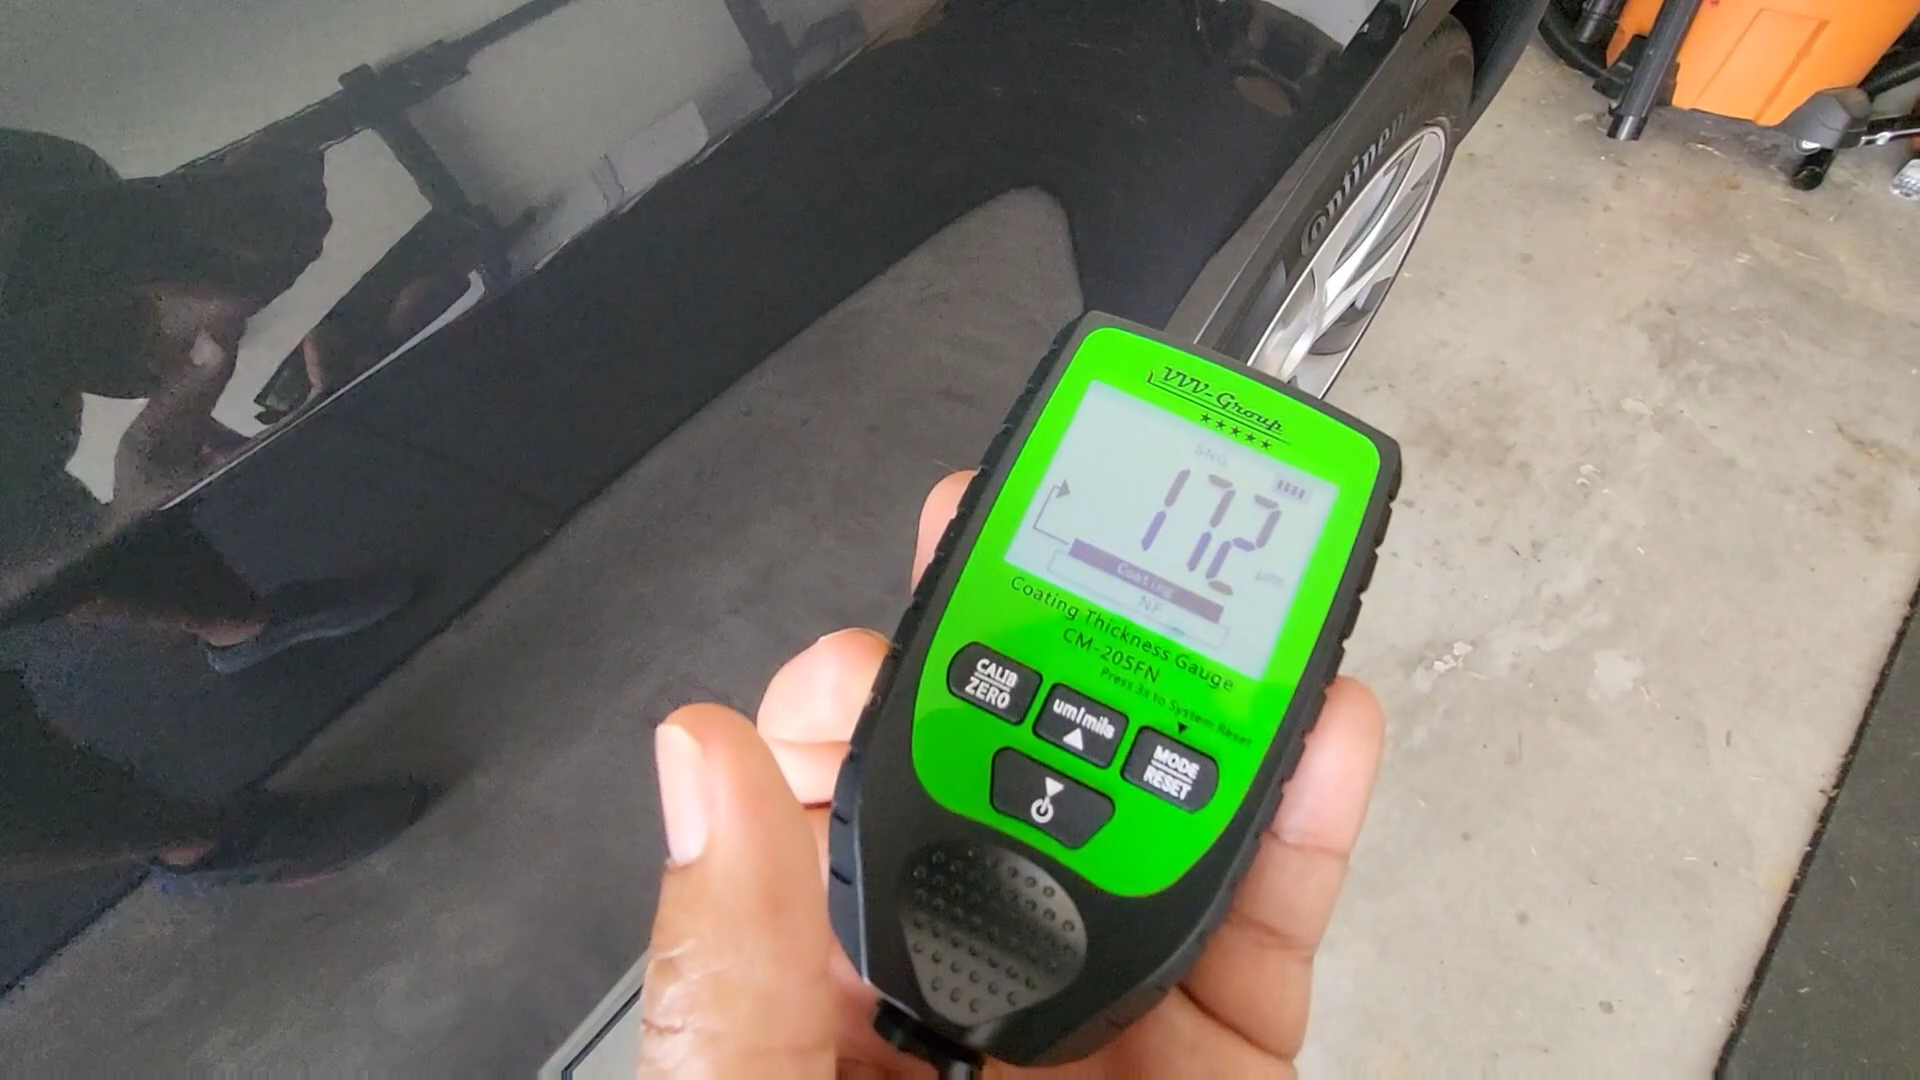 VVV-Group
★★★★★
SNG
172
µm
Coating
NF
Coating Thickness Gauge
CM-205FN
Press 3s to System Reset
CALIB
ZERO
um/mils
MODE
RESET